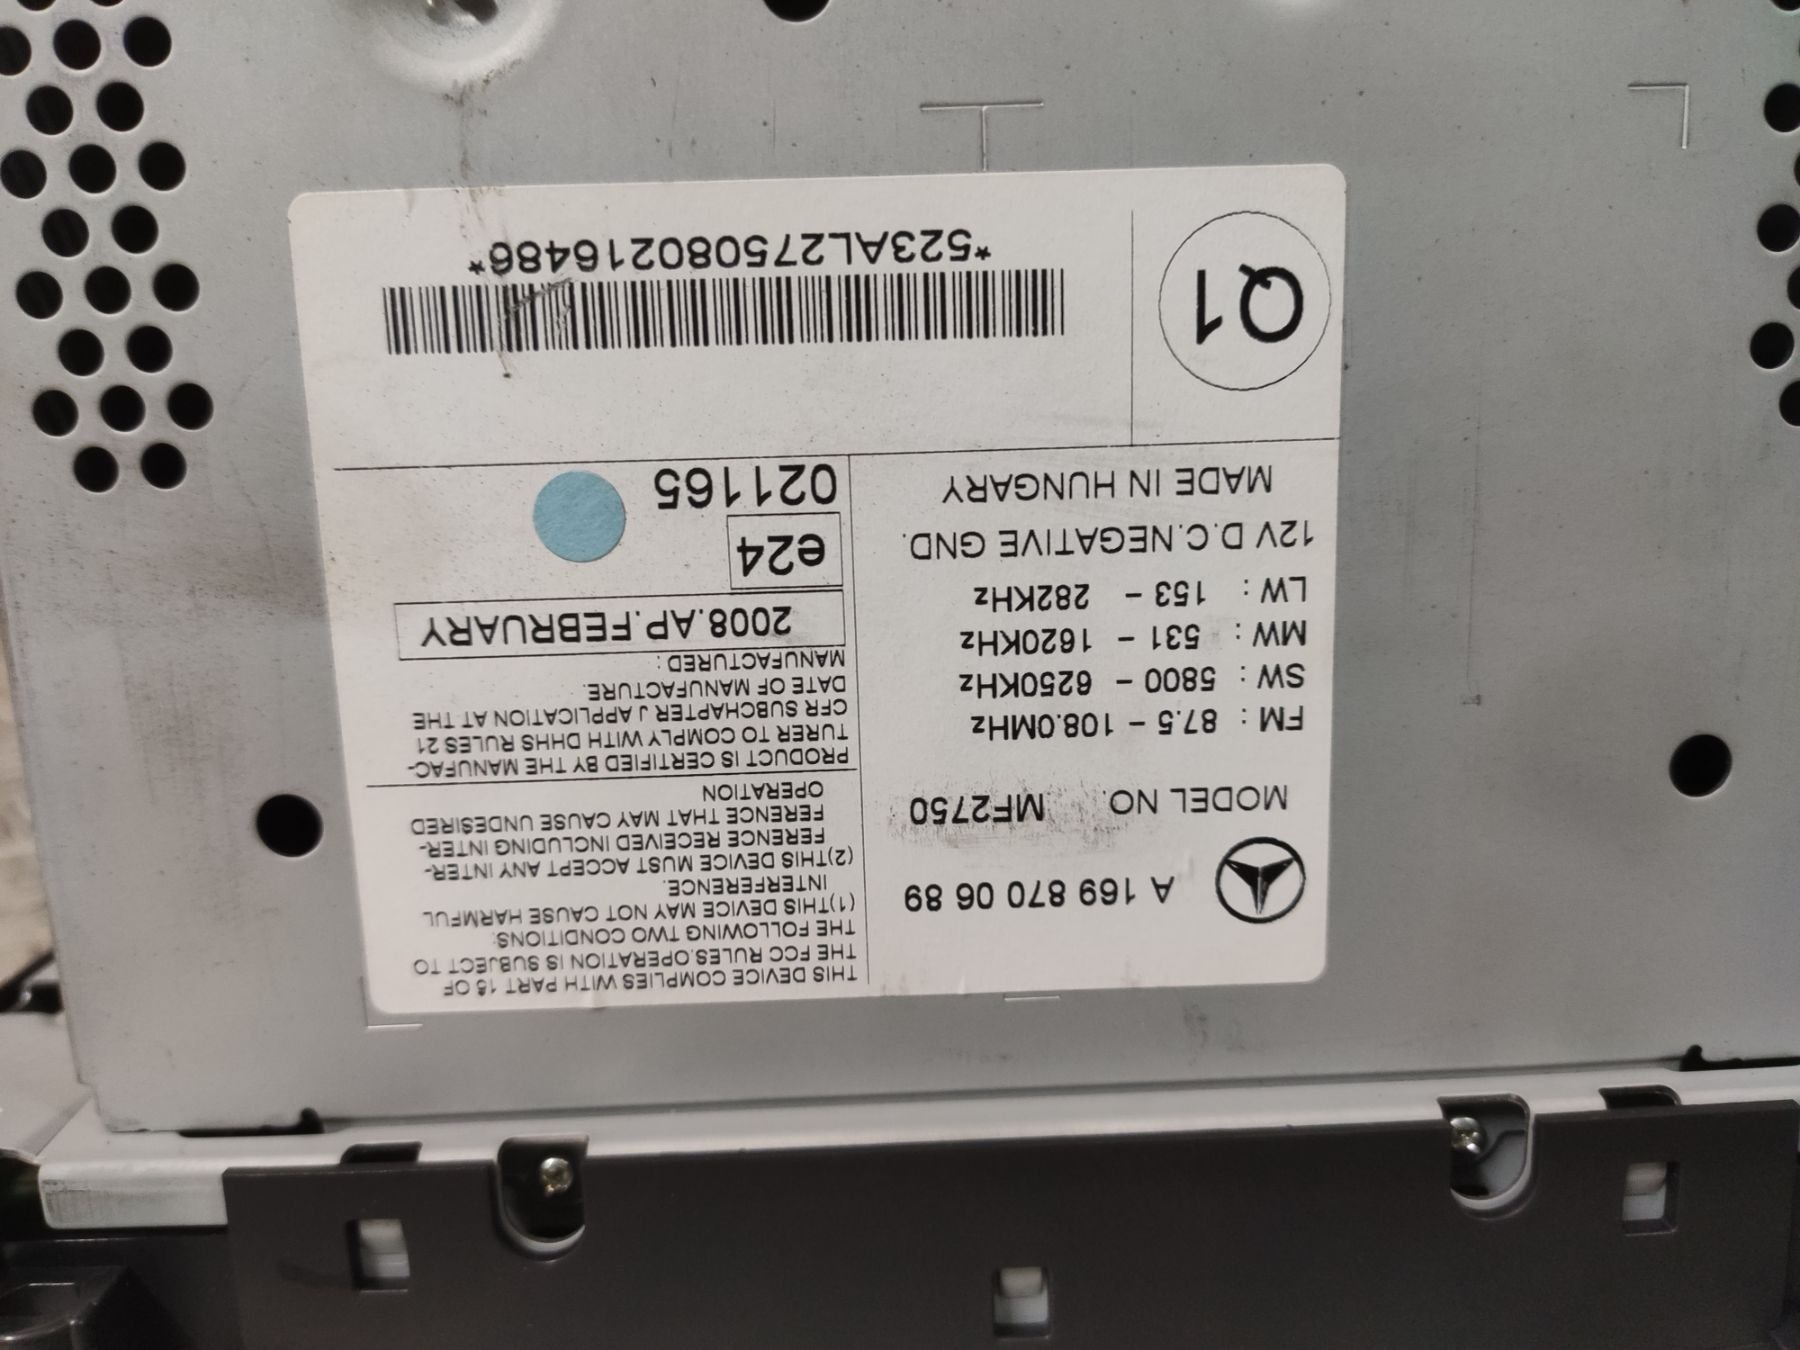 THIS DEVICE COMPLIES WITH PART 15 OF
THE FCC RULES.OPERATION IS SUBJECT TO
THE FOLLOWING TWO CONDITIONS:
(1)THIS DEVICE MAY NOT CAUSE HARMFUL
INTERFERENCE.
(2)THIS DEVICE MUST ACCEPT ANY INTER-
FERENCE RECEIVED INCLUDING INTER-
FERENCE THAT MAY CAUSE UNDESIRED
OPERATION
PRODUCT IS CERTIFIED BY THE MANUFAC-
TURER TO COMPLY WITH DHHS RULES 21
CFR SUBCHAPTER J APPLICATION AT THE
DATE OF MANUFACTURE.
MANUFACTURED:
2008.AP.FEBRUARY
e24
021165
A 169 870 06 89
MODEL NO. MF2750
FM : 87.5 - 108.0MHz
SW : 5800 - 6250KHz
MW : 531 - 1620KHz
LW : 153 - 282KHz
12V D.C.NEGATIVE GND.
MADE IN HUNGARY
Q1
*523AL275080216486*